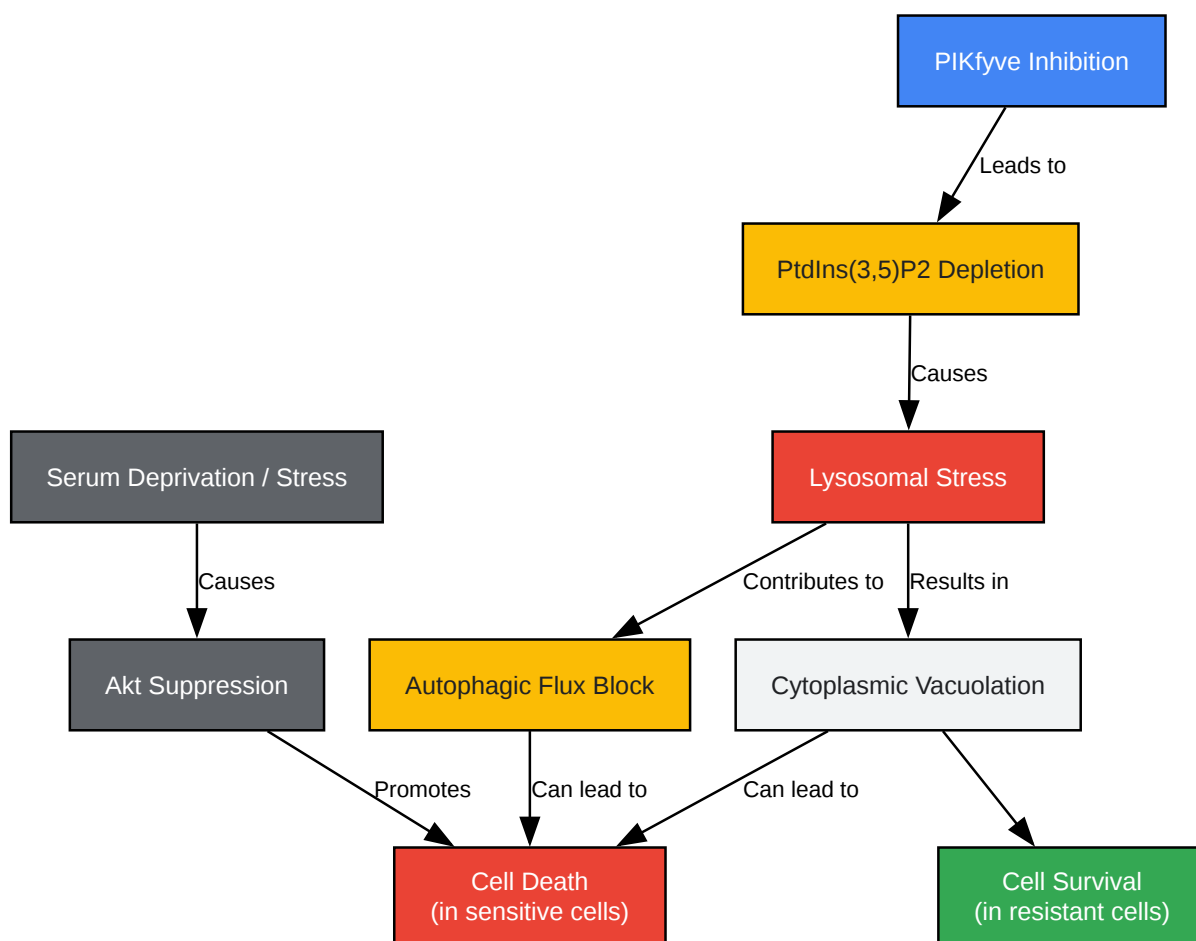 PIKfyve Inhibition
Leads to
PtdIns(3,5)P2 Depletion
Causes
Serum Deprivation / Stress
Lysosomal Stress
Causes
Contributes to
Results in
Akt Suppression
Autophagic Flux Block
Cytoplasmic Vacuolation
Promotes
Can lead to
Can lead to
Cell Death
(in sensitive cells)
Cell Survival
(in resistant cells)